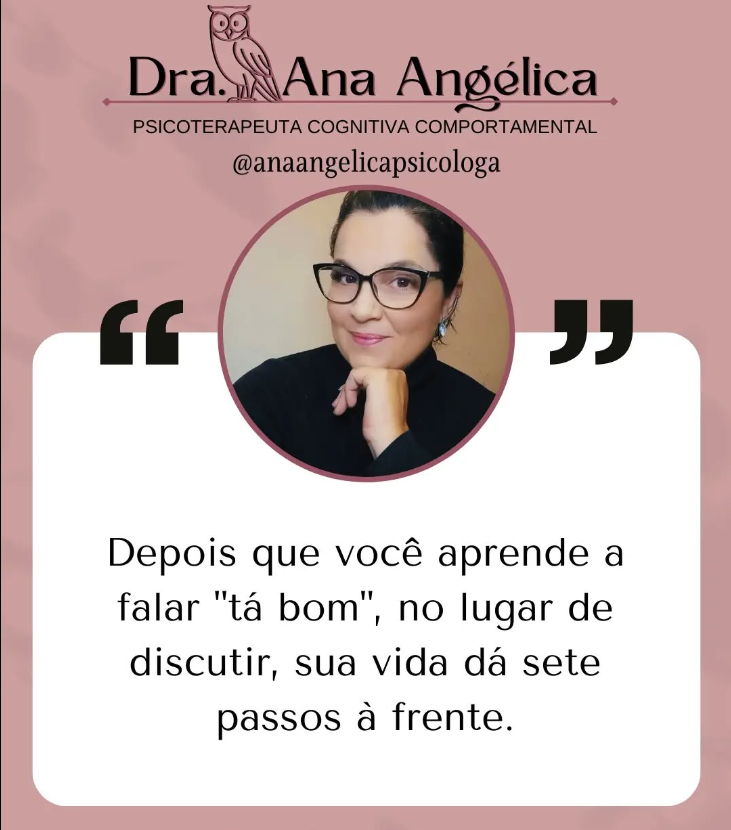 Dra. Ana Angélica
PSICOTERAPEUTA COGNITIVA COMPORTAMENTAL
@anaangelicapsicologa
“ ”
Depois que você aprende a
falar "tá bom", no lugar de
discutir, sua vida dá sete
passos à frente.